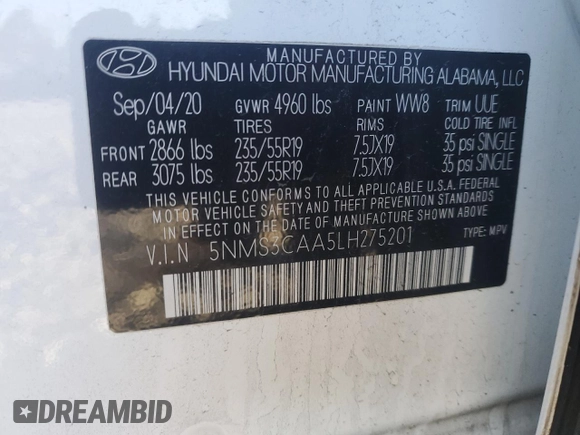 MANUFACTURED BY
HYUNDAI MOTOR MANUFACTURING ALABAMA, LLC
Sep/04/20 GVWR 4960 lbs PAINT WW8 TRIM UUE
GAWR TIRES RIMS COLD TIRE INFL
FRONT 2866 lbs 235/55R19 7.5JX19 35 psi SINGLE
REAR 3075 lbs 235/55R19 7.5JX19 35 psi SINGLE
THIS VEHICLE CONFORMS TO ALL APPLICABLE U.S.A. FEDERAL
MOTOR VEHICLE SAFETY AND THEFT PREVENTION STANDARDS
IN EFFECT ON THE DATE OF MANUFACTURE SHOWN ABOVE.
V.I.N 5NMS3CAA5LH275201 TYPE: MPV
DREAMBID